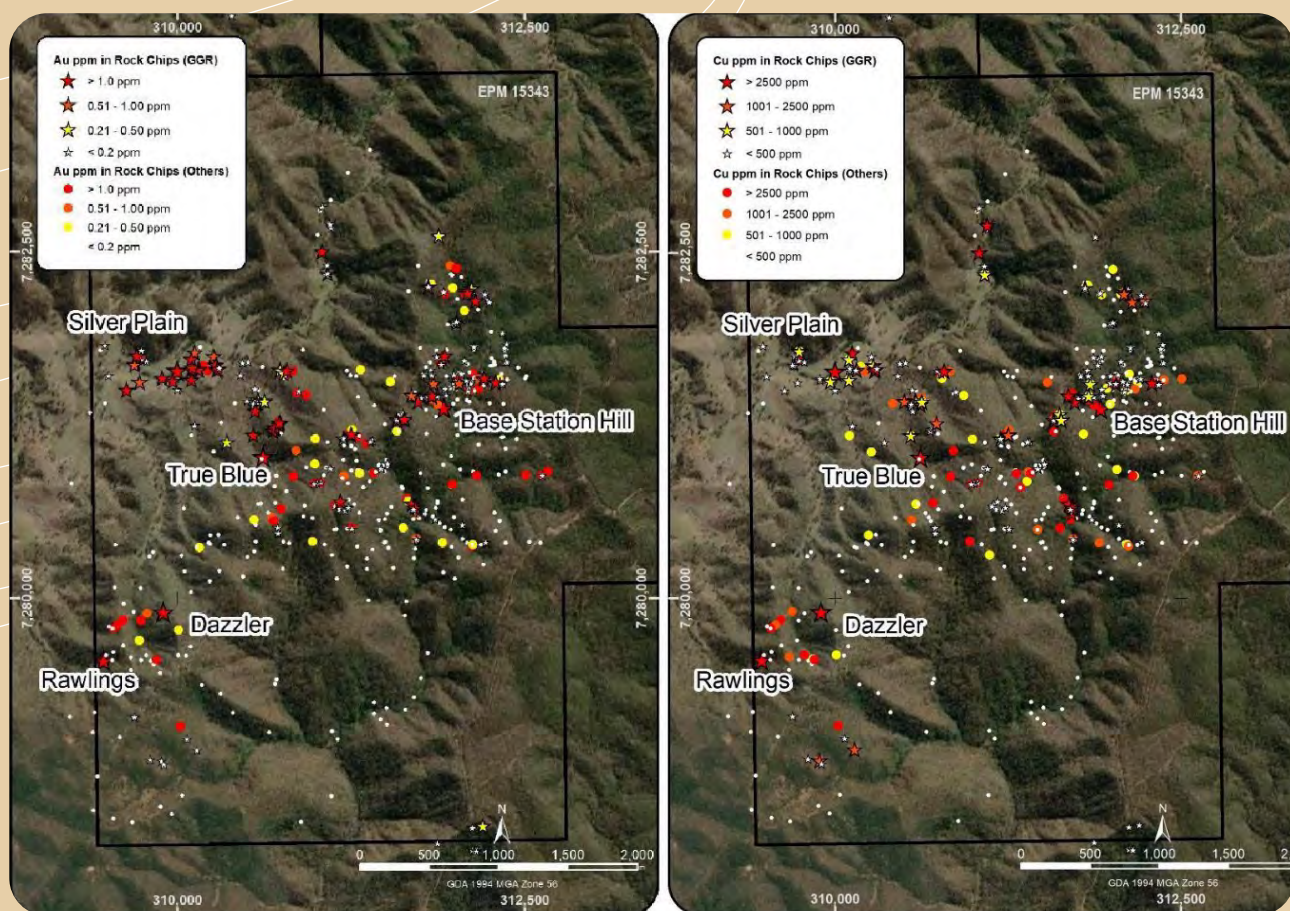 310,000
312,500
Au ppm in Rock Chips (GGR)
> 1.0 ppm
0.51 - 1.00 ppm
0.21 - 0.50 ppm
< 0.2 ppm
Au ppm in Rock Chips (Others)
> 1.0 ppm
0.51 - 1.00 ppm
0.21 - 0.50 ppm
< 0.2 ppm
EPM 15343
7,282,500
7,282,500
Silver Plain
Base Station Hill
True Blue
7,280,000
7,280,000
Dazzler
Rawlings
N
0 500 1,000 1,500 2,000
GDA 1994 MGA Zone 56
310,000
312,500
310,000
312,500
Cu ppm in Rock Chips (GGR)
> 2500 ppm
1001 - 2500 ppm
501 - 1000 ppm
< 500 ppm
Cu ppm in Rock Chips (Others)
> 2500 ppm
1001 - 2500 ppm
501 - 1000 ppm
< 500 ppm
EPM 15343
Silver Plain
Base Station Hill
True Blue
Dazzler
Rawlings
N
0 500 1,000 1,500 2,00
GDA 1994 MGA Zone 56
310,000
312,500